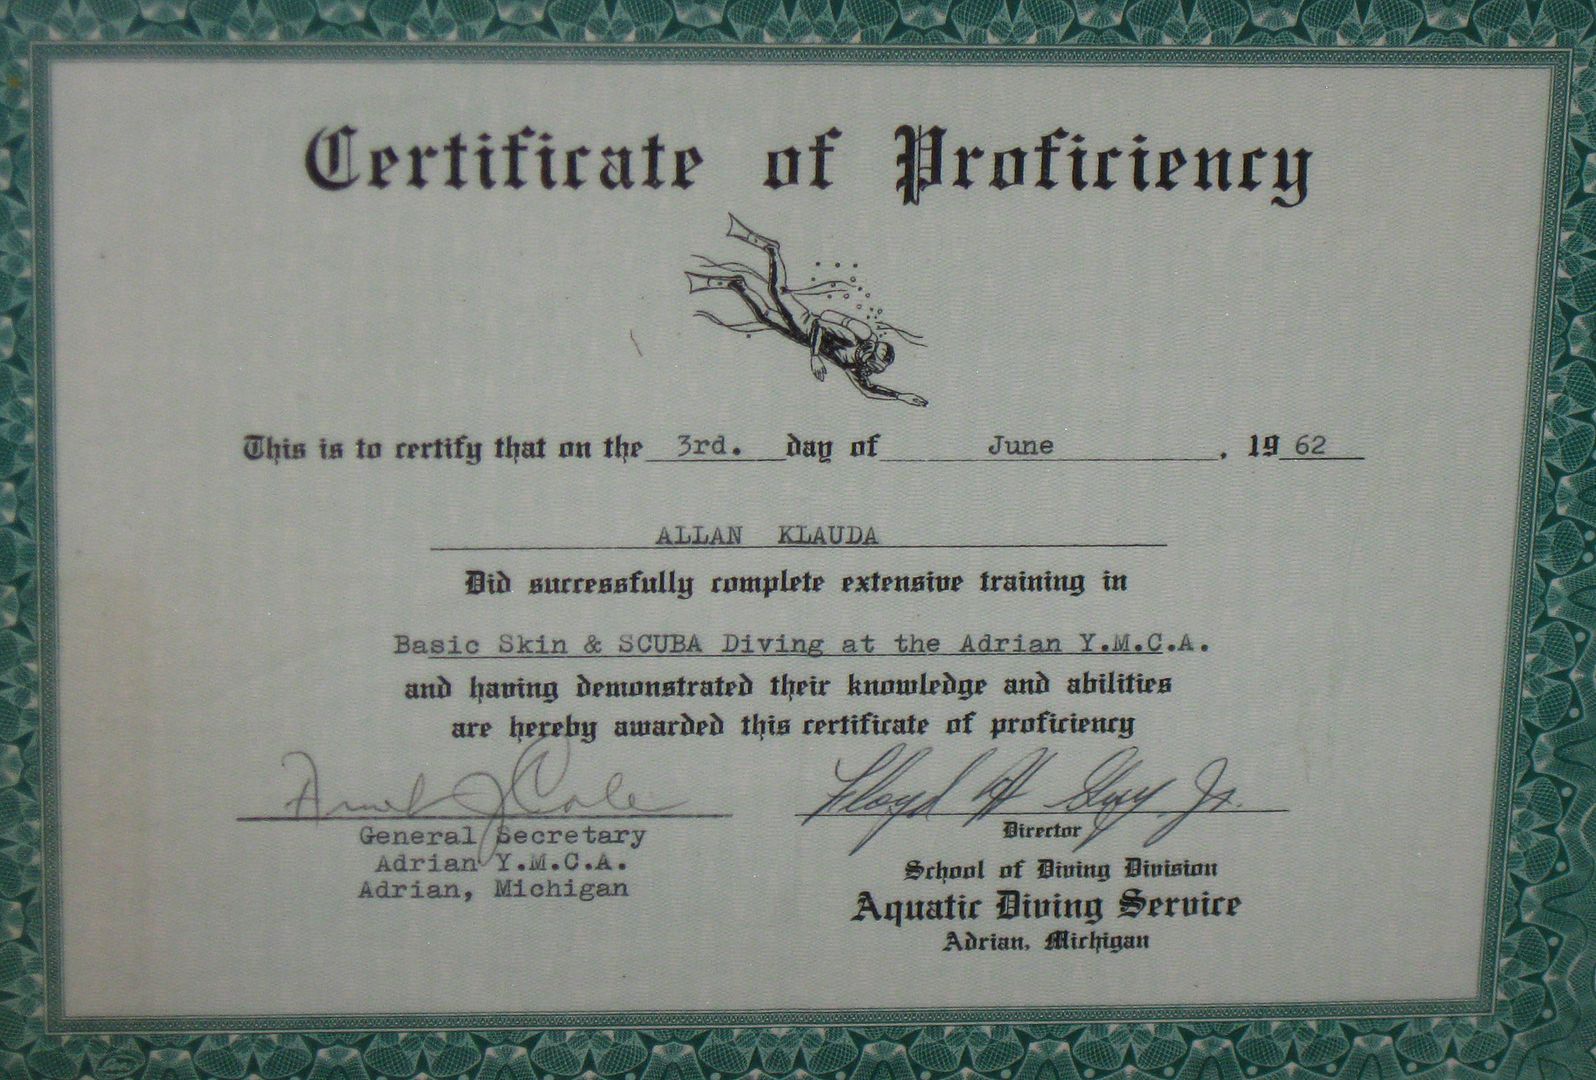 Certificate of Proficiency
This is to certify that on the 3rd. day of June , 19 62
ALLAN KLAUDA
Did successfully complete extensive training in
Basic Skin & SCUBA Diving at the Adrian Y.M.C.A.
and having demonstrated their knowledge and abilities
are hereby awarded this certificate of proficiency
J Cole
General Secretary
Adrian Y.M.C.A.
Adrian, Michigan
Lloyd H Jr.
Director
School of Diving Division
Aquatic Diving Service
Adrian, Michigan